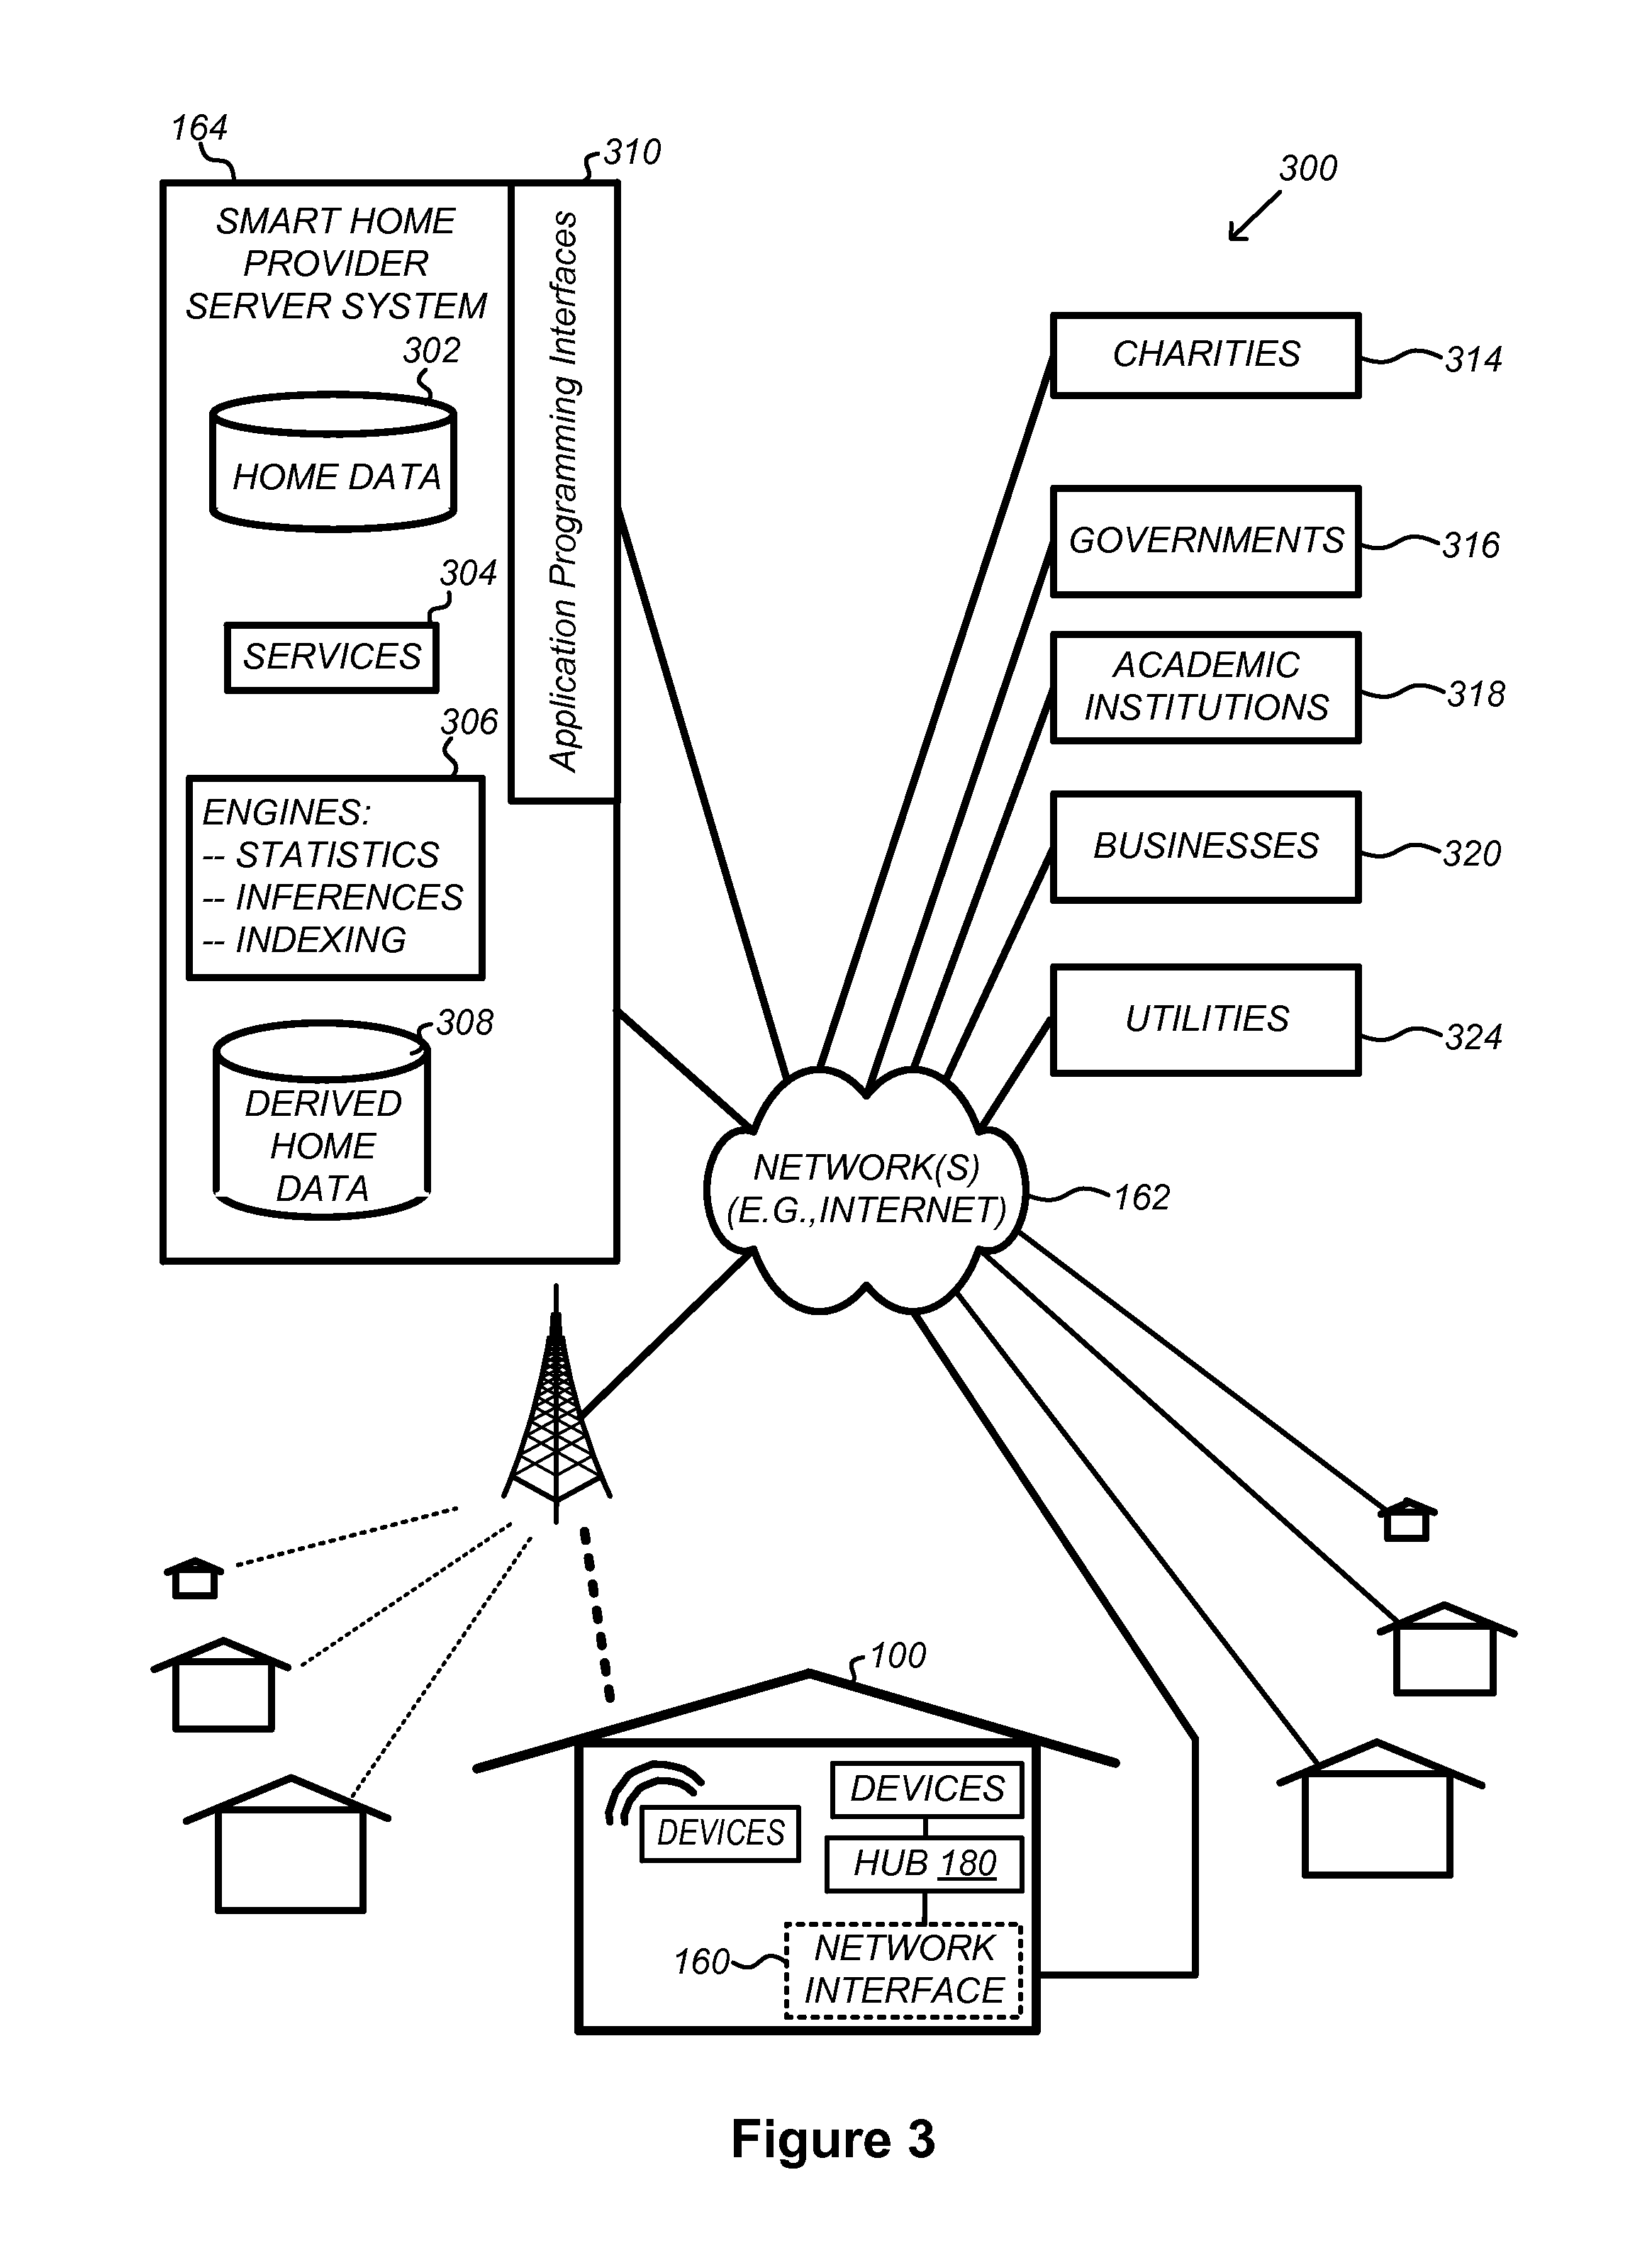 164
310
300
SMART HOME
PROVIDER
SERVER SYSTEM
Application Programming Interfaces
302
HOME DATA
304
SERVICES
306
ENGINES:
-- STATISTICS
-- INFERENCES
-- INDEXING
308
DERIVED
HOME
DATA
CHARITIES
314
GOVERNMENTS
316
ACADEMIC
INSTITUTIONS
318
BUSINESSES
320
UTILITIES
324
NETWORK(S)
(E.G.,INTERNET)
162
100
DEVICES
DEVICES
HUB 180
160
NETWORK
INTERFACE
Figure 3